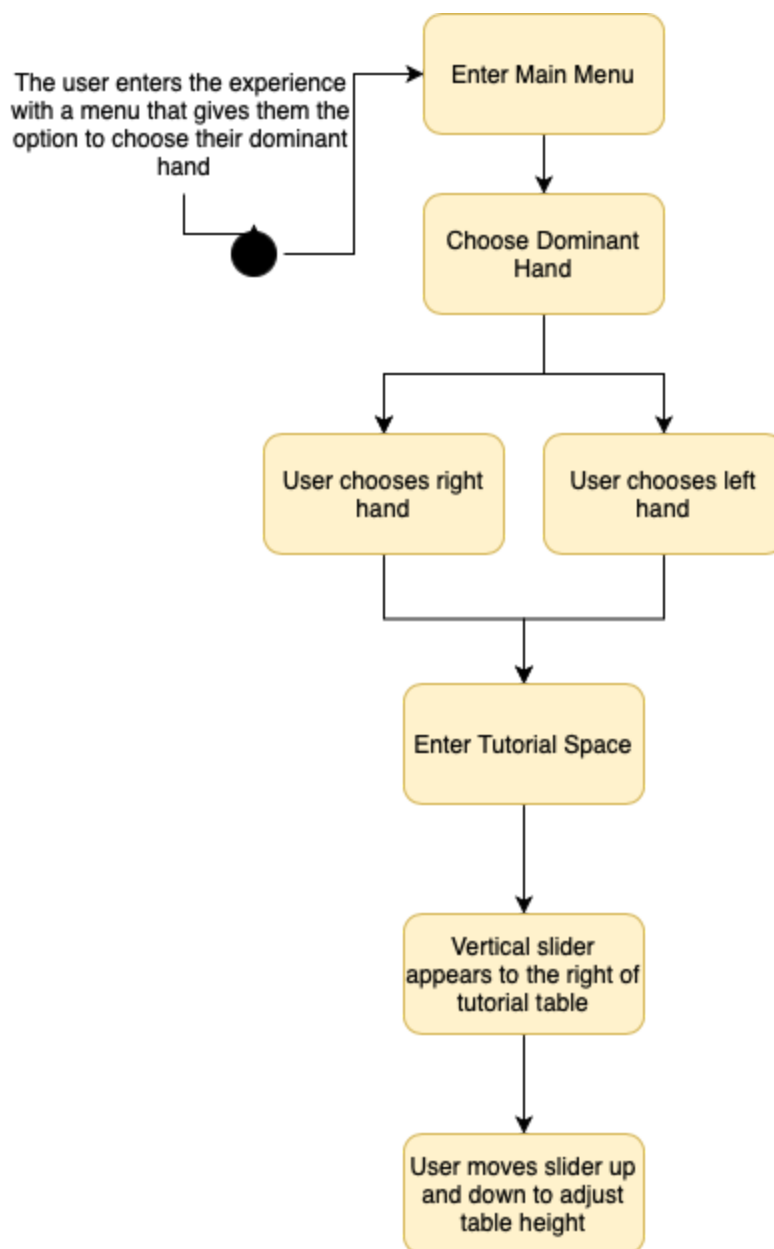 The user enters the experience
with a menu that gives them the
option to choose their dominant
hand
Enter Main Menu
Choose Dominant
Hand
User chooses right
hand
User chooses left
hand
Enter Tutorial Space
Vertical slider
appears to the right of
tutorial table
User moves slider up
and down to adjust
table height